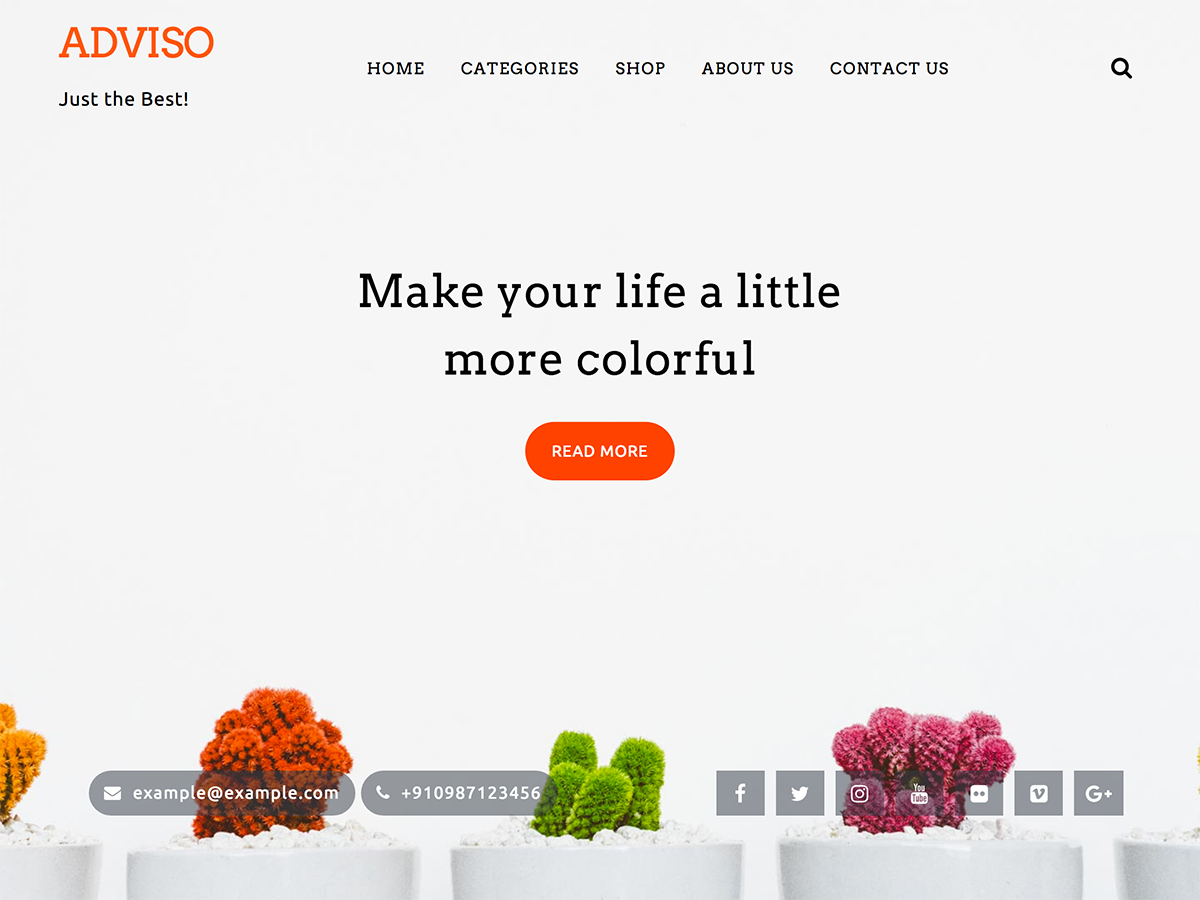 ADVISO
Just the Best!
HOME CATEGORIES SHOP ABOUT US CONTACT US
Make your life a little
more colorful
READ MORE
example@example.com +910987123456
You Tube
G+